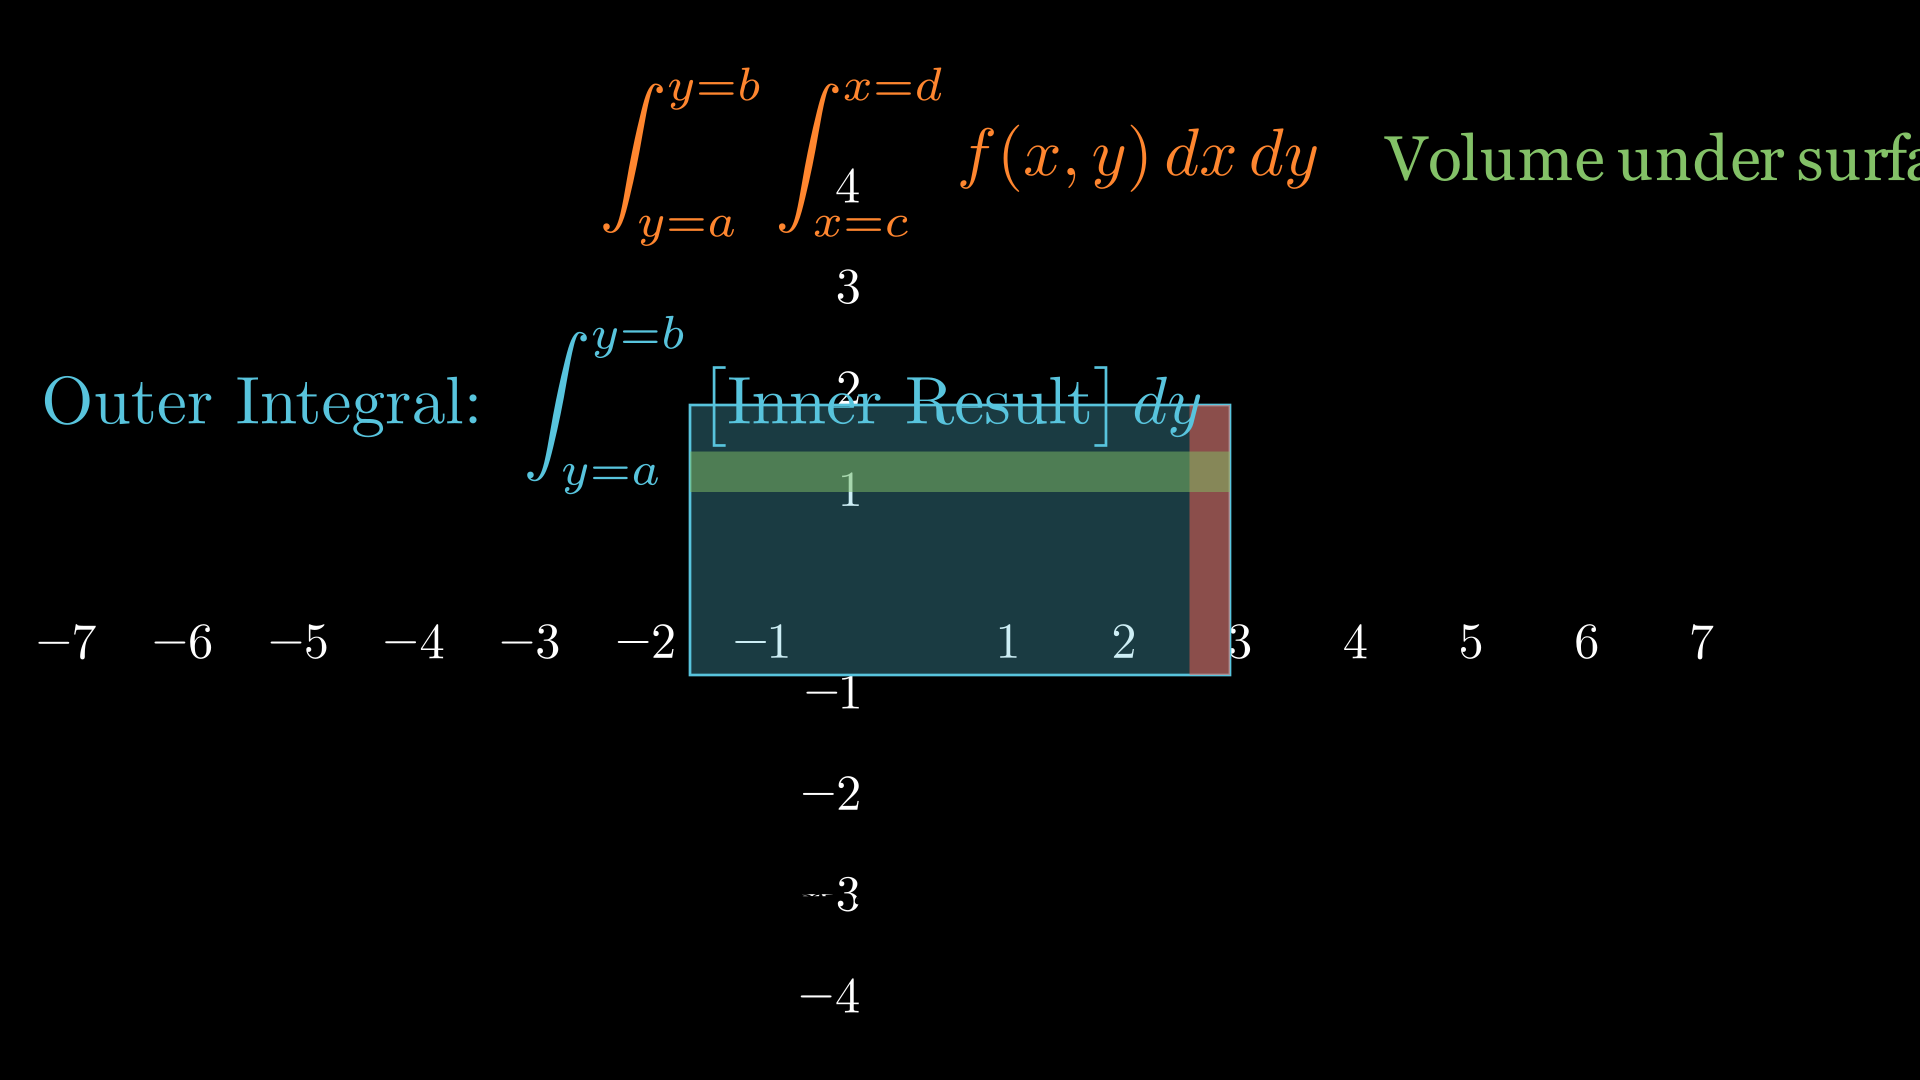 ∫_{y=a}^{y=b} ∫_{x=c}^{x=d} f(x, y) dx dy Volume under surfa
4
3
Outer Integral: ∫_{y=a}^{y=b} [Inner Result] dy
2
1
−7 −6 −5 −4 −3 −2 −1 1 2 3 4 5 6 7
−1
−2
−3
−4